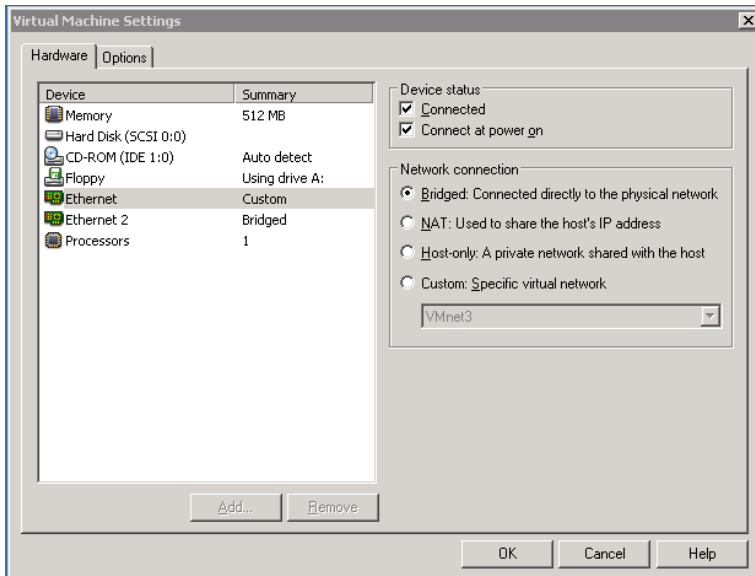 Virtual Machine Settings
Hardware
Options
Device Summary
Memory 512 MB
Hard Disk (SCSI 0:0)
CD-ROM (IDE 1:0) Auto detect
Floppy Using drive A:
Ethernet Custom
Ethernet 2 Bridged
Processors 1
Add...
Remove
Device status
Connected
Connect at power on
Network connection
Bridged: Connected directly to the physical network
NAT: Used to share the host's IP address
Host-only: A private network shared with the host
Custom: Specific virtual network
VMnet3
OK
Cancel
Help